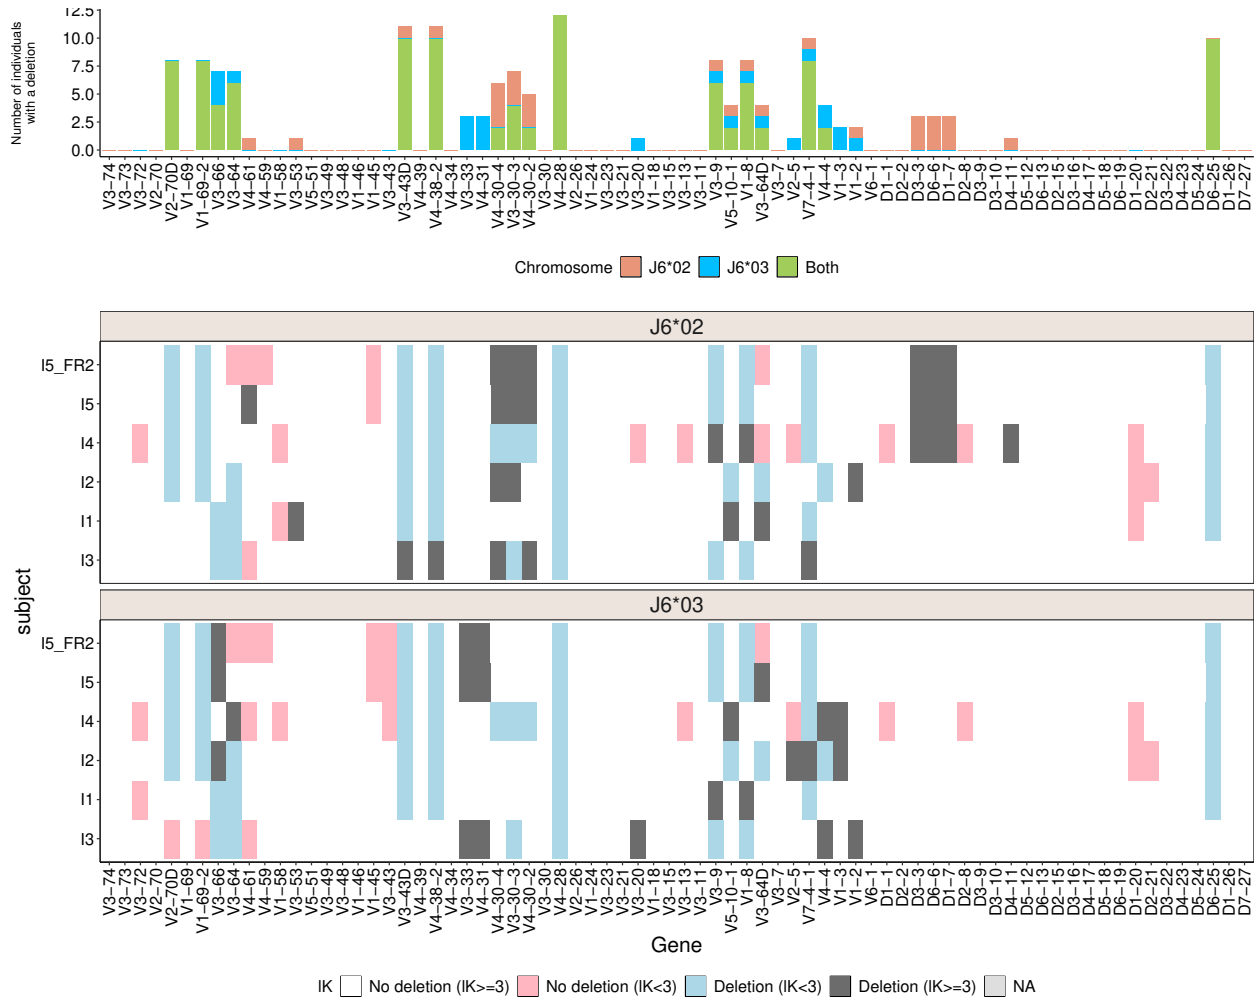 Number of individuals
with a deletion
12.5
10.0
7.5
5.0
2.5
0.0
V3-74 V3-73 V3-72 V2-70 V2-70D V1-69 V1-69-2 V3-66 V3-64 V4-61 V4-59 V1-58 V3-53 V5-51 V3-49 V3-48 V1-46 V1-45 V3-43 V3-43D V4-39 V4-38-2 V4-34 V3-33 V4-31 V4-30-4 V3-30-3 V4-30-2 V3-30 V4-28 V2-26 V1-24 V3-23 V3-21 V3-20 V1-18 V3-15 V3-13 V3-11 V3-9 V5-10-1 V1-8 V3-64D V3-7 V2-5 V7-4-1 V4-4 V1-3 V1-2 V6-1 D1-1 D2-2 D3-3 D6-6 D1-7 D2-8 D3-9 D3-10 D4-11 D5-12 D6-13 D2-15 D3-16 D4-17 D5-18 D6-19 D1-20 D2-21 D3-22 D4-23 D5-24 D6-25 D1-26 D7-27
Chromosome J6*02 J6*03 Both
J6*02
I5_FR2
I5
I4
I2
I1
I3
subject
J6*03
I5_FR2
I5
I4
I2
I1
I3
V3-74 V3-73 V3-72 V2-70 V2-70D V1-69 V1-69-2 V3-66 V3-64 V4-61 V4-59 V1-58 V3-53 V5-51 V3-49 V3-48 V1-46 V1-45 V3-43 V3-43D V4-39 V4-38-2 V4-34 V3-33 V4-31 V4-30-4 V3-30-3 V4-30-2 V3-30 V4-28 V2-26 V1-24 V3-23 V3-21 V3-20 V1-18 V3-15 V3-13 V3-11 V3-9 V5-10-1 V1-8 V3-64D V3-7 V2-5 V7-4-1 V4-4 V1-3 V1-2 V6-1 D1-1 D2-2 D3-3 D6-6 D1-7 D2-8 D3-9 D3-10 D4-11 D5-12 D6-13 D2-15 D3-16 D4-17 D5-18 D6-19 D1-20 D2-21 D3-22 D4-23 D5-24 D6-25 D1-26 D7-27
Gene
lK No deletion (lK>=3) No deletion (lK<3) Deletion (lK<3) Deletion (lK>=3) NA